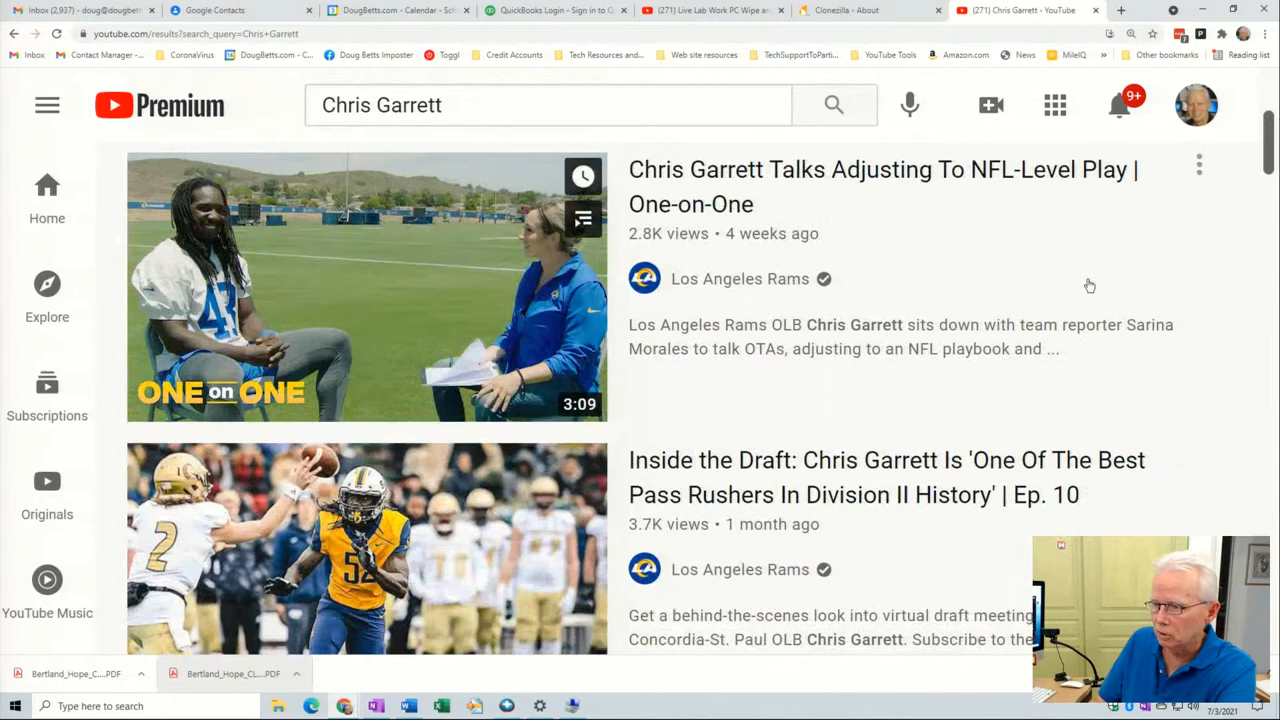 Inbox (2,937) - doug@dougbet
Google Contacts
DougBetts.com - Calendar - Sch
QuickBooks Login - Sign in to Q
(271) Live Lab Work PC Wipe an
Clonezilla - About
(271) Chris Garrett - YouTube
youtube.com/results?search_query=Chris+Garrett
Inbox
Contact Manager -...
CoronaVirus
DougBetts.com - Ca...
Doug Betts Imposter
Toggl
Credit Accounts
Tech Resources and...
Web site resources
TechSupportToParti...
YouTube Tools
Amazon.com
News
MileIQ
»
Other bookmarks
Reading list
Premium
Chris Garrett
9+
Home
Explore
Subscriptions
Originals
YouTube Music
ONE on ONE
3:09
Chris Garrett Talks Adjusting To NFL-Level Play |
One-on-One
2.8K views • 4 weeks ago
Los Angeles Rams
Los Angeles Rams OLB Chris Garrett sits down with team reporter Sarina
Morales to talk OTAs, adjusting to an NFL playbook and ...
Inside the Draft: Chris Garrett Is 'One Of The Best
Pass Rushers In Division II History' | Ep. 10
3.7K views • 1 month ago
Los Angeles Rams
Get a behind-the-scenes look into virtual draft meeting
Concordia-St. Paul OLB Chris Garrett. Subscribe to the
Bertland_Hope_C....PDF
Bertland_Hope_CL....PDF
Type here to search
7/3/2021